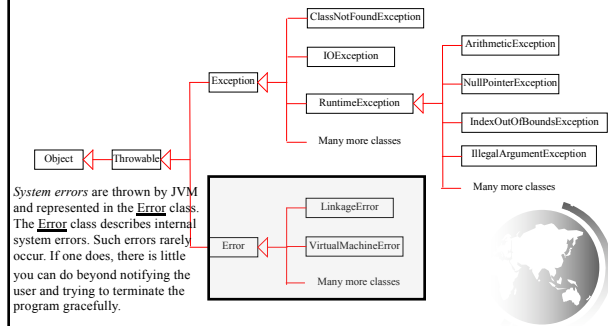 ClassNotFoundException
ArithmeticException
IOException
Exception
NullPointerException
RuntimeException
IndexOutOfBoundsException
Many more classes
Object
Throwable
IllegalArgumentException
Many more classes
System errors are thrown by JVM
and represented in the Error class.
The Error class describes internal
system errors. Such errors rarely
occur. If one does, there is little
you can do beyond notifying the
user and trying to terminate the
program gracefully.
LinkageError
Error
VirtualMachineError
Many more classes